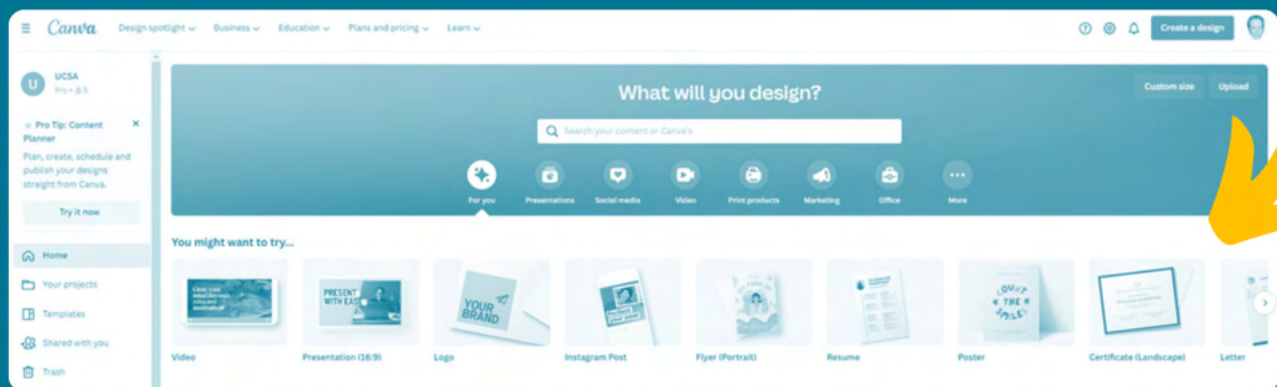 Canva
Design spotlight
Business
Education
Plans and pricing
Learn
Create a design
U
UCSA
Pro • 5
Pro Tip: Content
Planner
Plan, create, schedule and
publish your designs
straight from Canva.
Try it now
Home
Your projects
Templates
Shared with you
Trash
What will you design?
Custom size
Upload
Search your content or Canva's
For you
Presentations
Social media
Video
Print products
Marketing
Office
More
You might want to try...
PRESENT
WITH EASE
YOUR
BRAND
COUNT
THE
SMILES
Video
Presentation (16:9)
Logo
Instagram Post
Flyer (Portrait)
Resume
Poster
Certificate (Landscape)
Letter